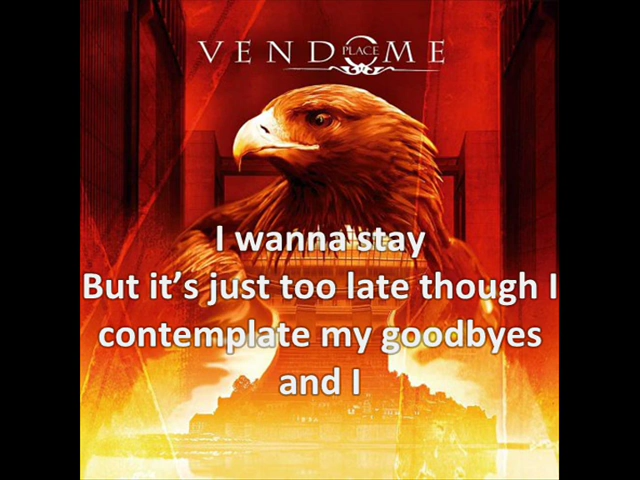 VENDOME
PLACE
I wanna stay
But it's just too late though I
contemplate my goodbyes
and I